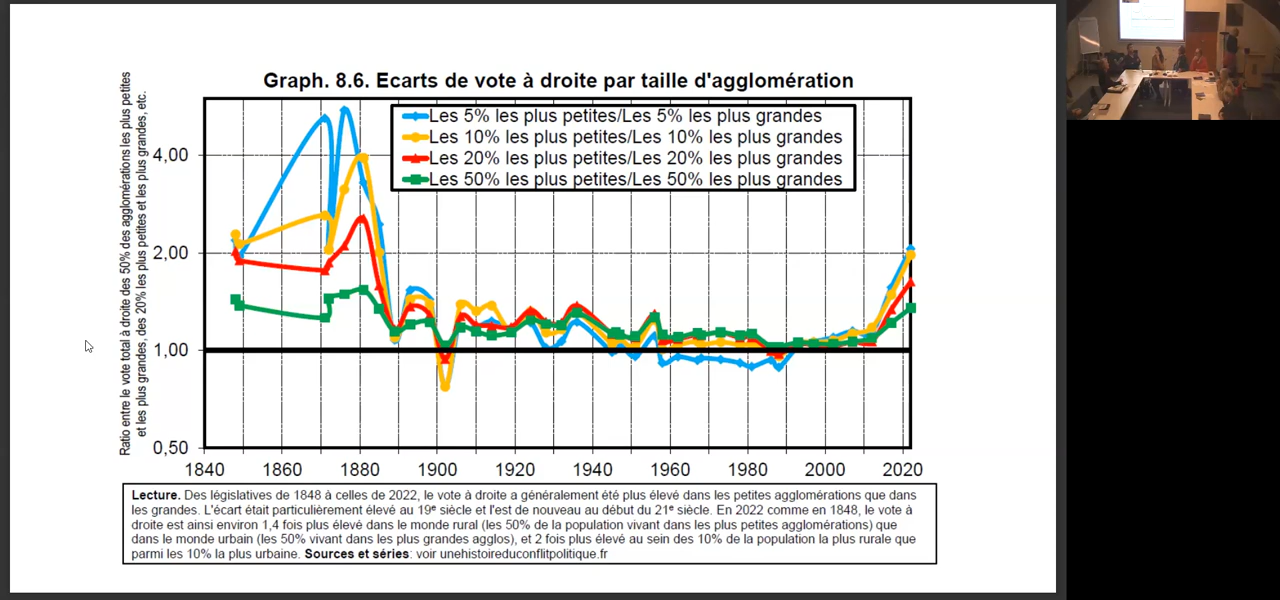 Graph. 8.6. Ecarts de vote à droite par taille d'agglomération
Ratio entre le vote total à droite des 50% des agglomérations les plus petites
et les plus grandes, des 20% les plus petites et les plus grandes, etc.
Les 5% les plus petites/Les 5% les plus grandes
Les 10% les plus petites/Les 10% les plus grandes
Les 20% les plus petites/Les 20% les plus grandes
Les 50% les plus petites/Les 50% les plus grandes
4,00
2,00
1,00
0,50
1840 1860 1880 1900 1920 1940 1960 1980 2000 2020
Lecture. Des législatives de 1848 à celles de 2022, le vote à droite a généralement été plus élevé dans les petites agglomérations que dans
les grandes. L'écart était particulièrement élevé au 19e siècle et l'est de nouveau au début du 21e siècle. En 2022 comme en 1848, le vote à
droite est ainsi environ 1,4 fois plus élevé dans le monde rural (les 50% de la population vivant dans les plus petites agglomérations) que
dans le monde urbain (les 50% vivant dans les plus grandes agglos), et 2 fois plus élevé au sein des 10% de la population la plus rurale que
parmi les 10% la plus urbaine. Sources et séries: voir unehistoireduconflitpolitique.fr